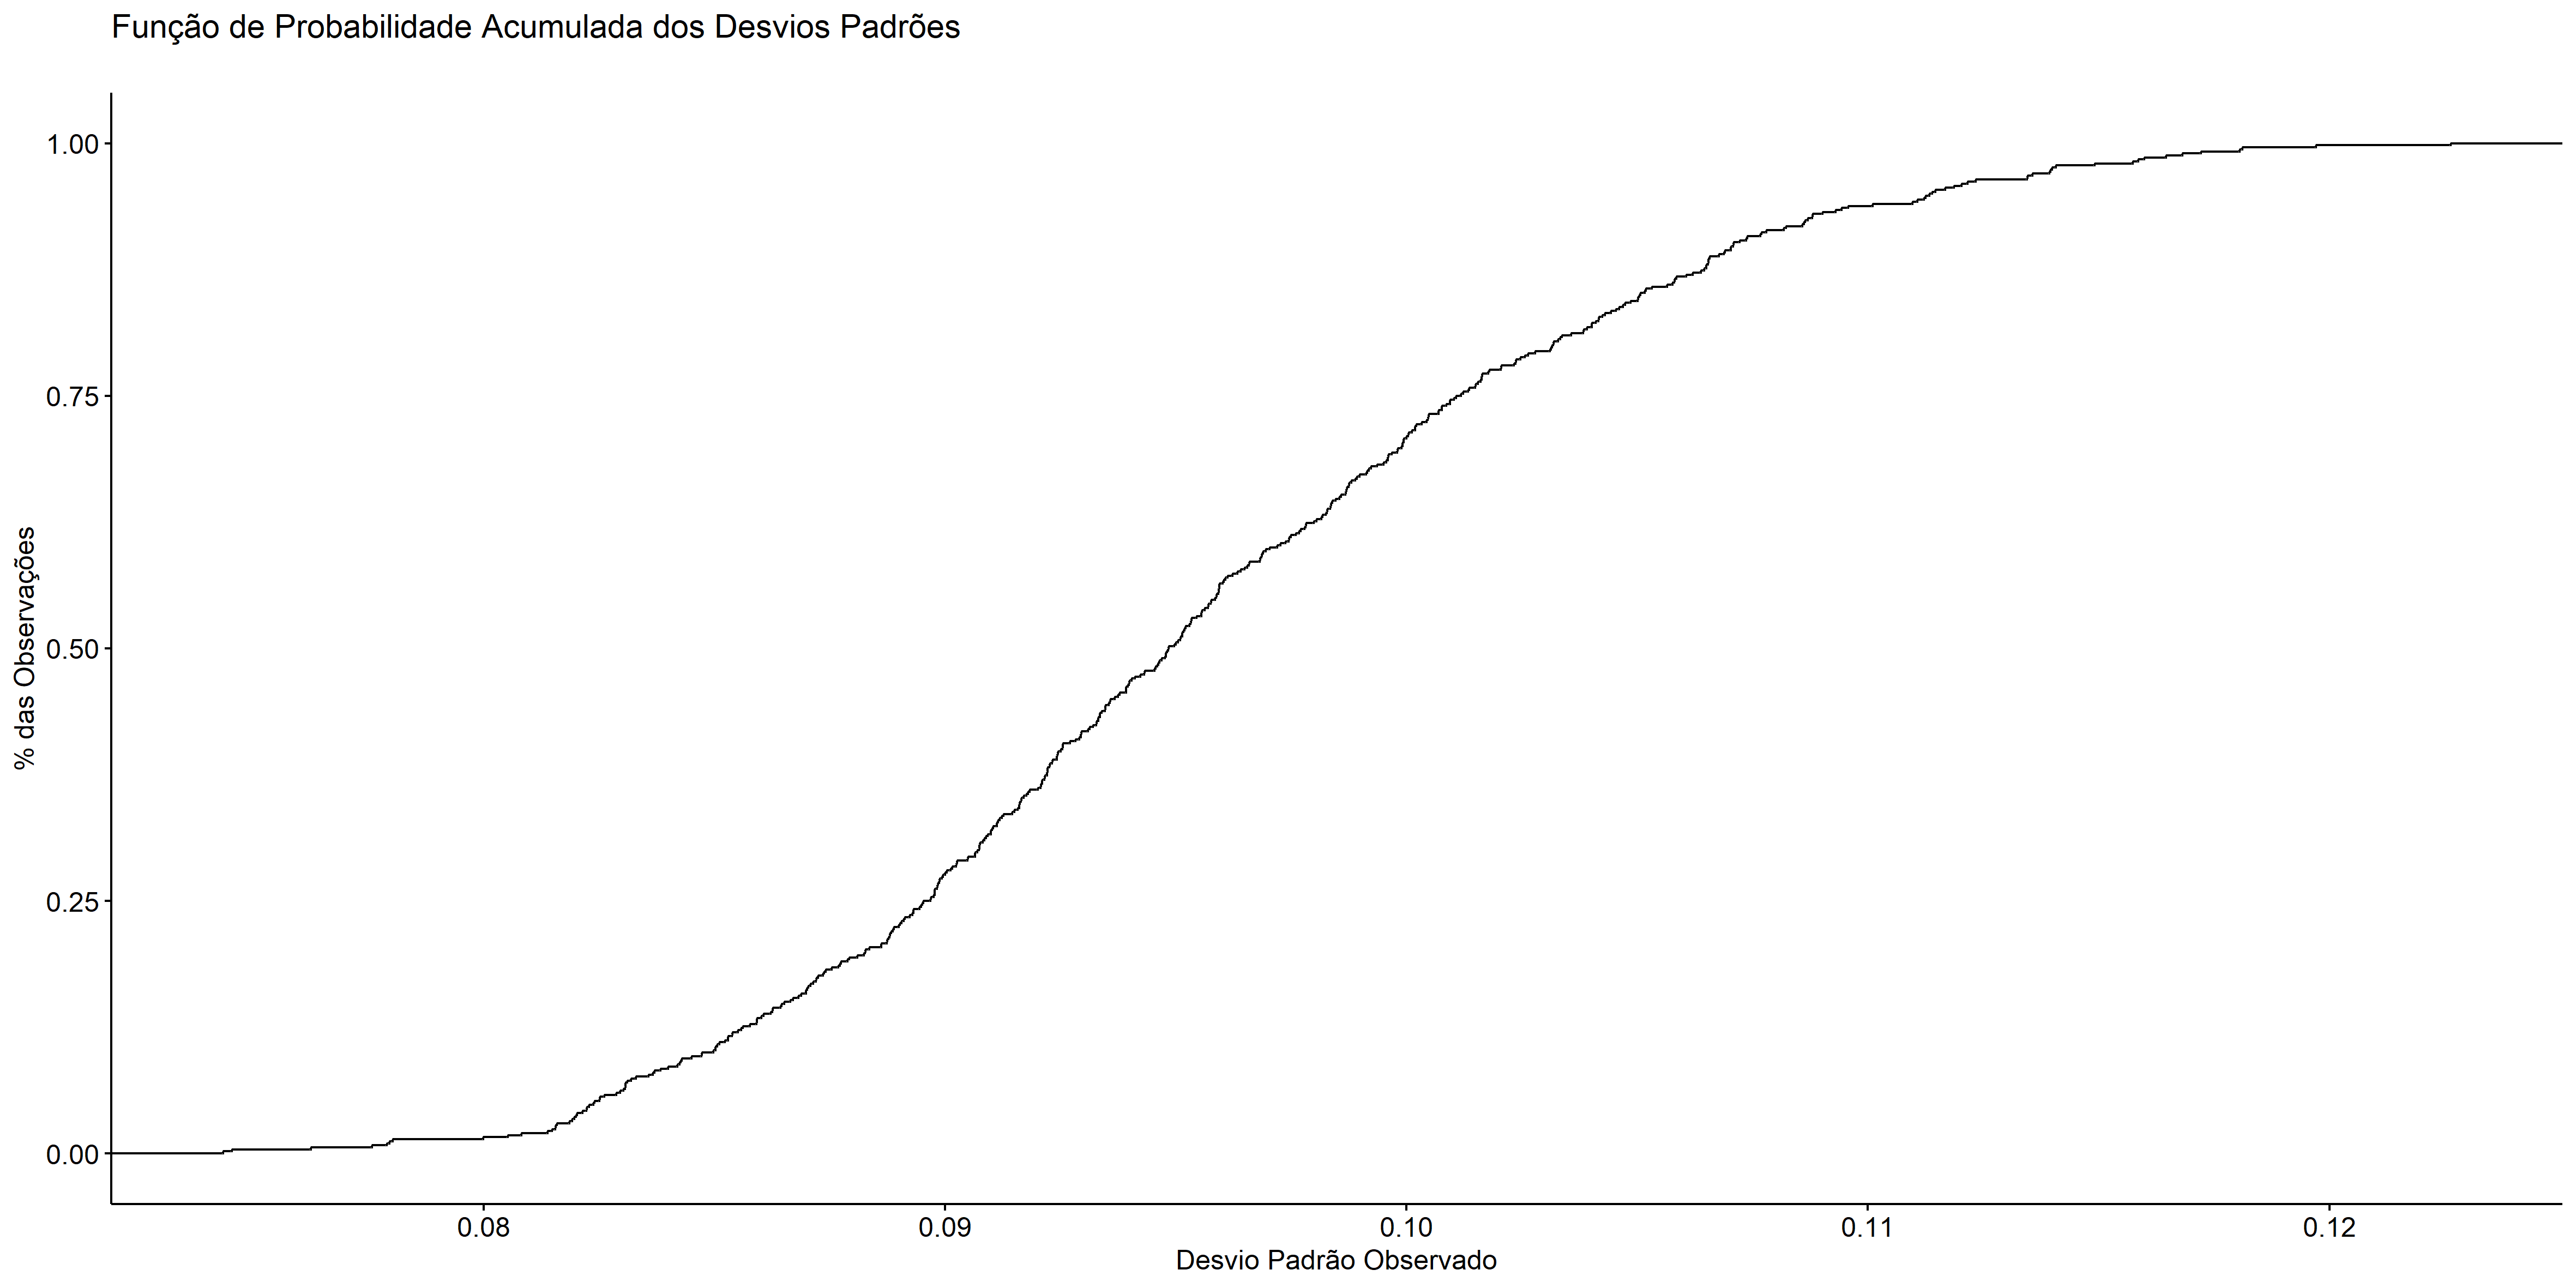 Função de Probabilidade Acumulada dos Desvios Padrões
1.00
0.75
0.50
0.25
0.00
% das Observações
0.08 0.09 0.10 0.11 0.12
Desvio Padrão Observado